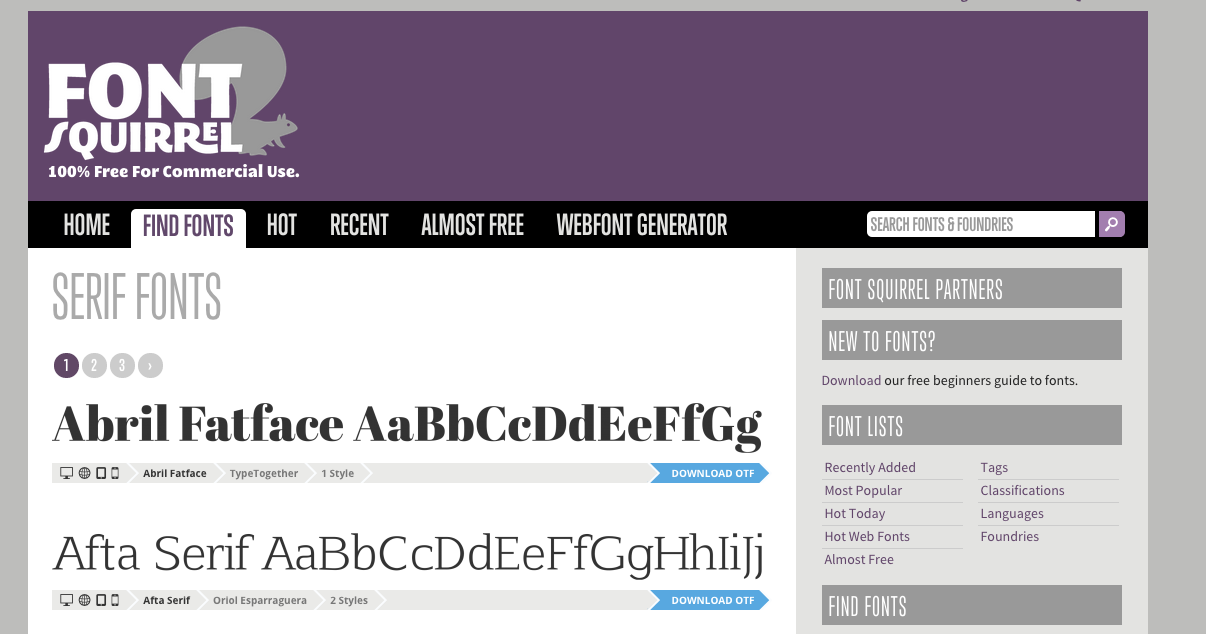 FONT
SQUIRREL
100% Free For Commercial Use.
HOME FIND FONTS HOT RECENT ALMOST FREE WEBFONT GENERATOR SEARCH FONTS & FOUNDRIES
SERIF FONTS
1 2 3 ›
Abril Fatface AaBbCcDdEeFfGg
Abril Fatface TypeTogether 1 Style DOWNLOAD OTF
Afta Serif AaBbCcDdEeFfGgHhIiJj
Afta Serif Oriol Esparraguera 2 Styles DOWNLOAD OTF
FONT SQUIRREL PARTNERS
NEW TO FONTS?
Download our free beginners guide to fonts.
FONT LISTS
Recently Added Tags
Most Popular Classifications
Hot Today Languages
Hot Web Fonts Foundries
Almost Free
FIND FONTS